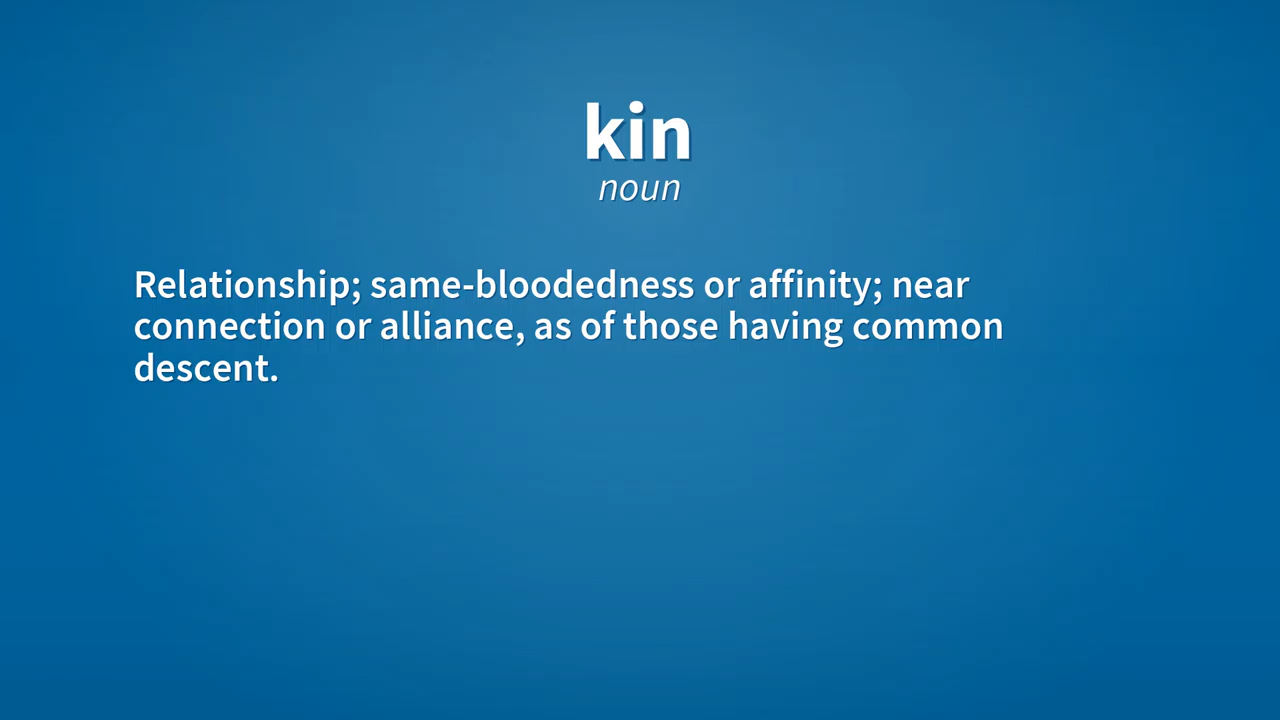 kin
noun
Relationship; same-bloodedness or affinity; near
connection or alliance, as of those having common
descent.